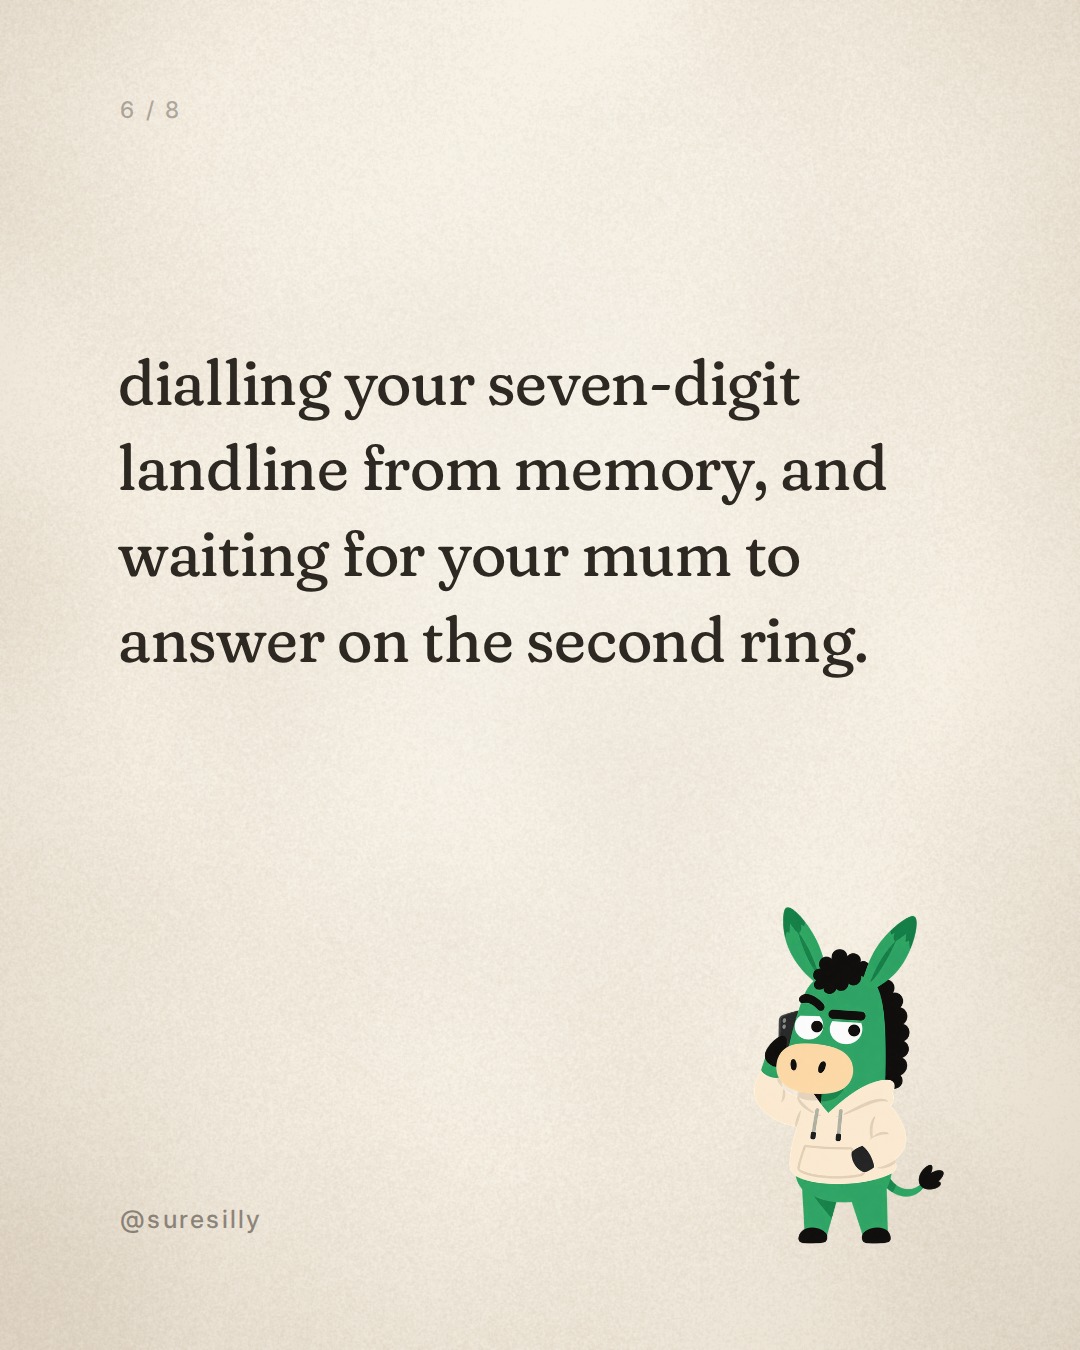 6 / 8
dialling your seven-digit
landline from memory, and
waiting for your mum to
answer on the second ring.
@suresilly